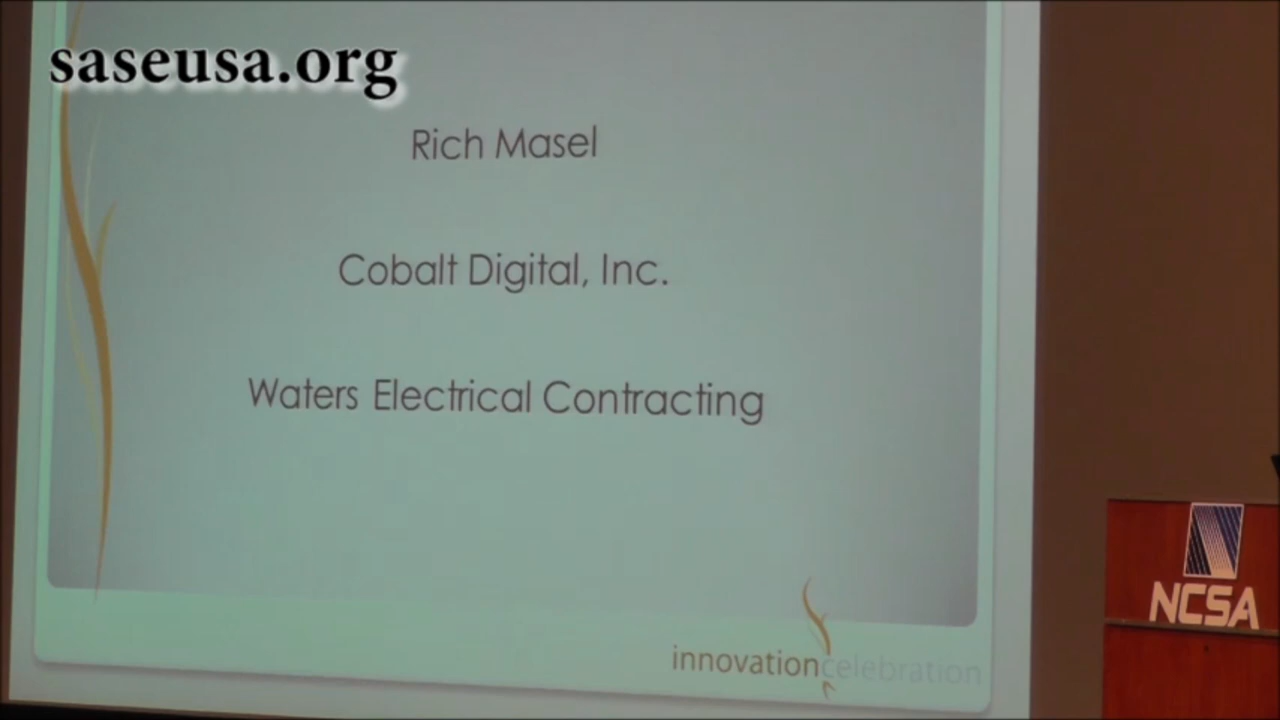 saseusa.org
Rich Masel
Cobalt Digital, Inc.
Waters Electrical Contracting
innovationcelebration
NCSA